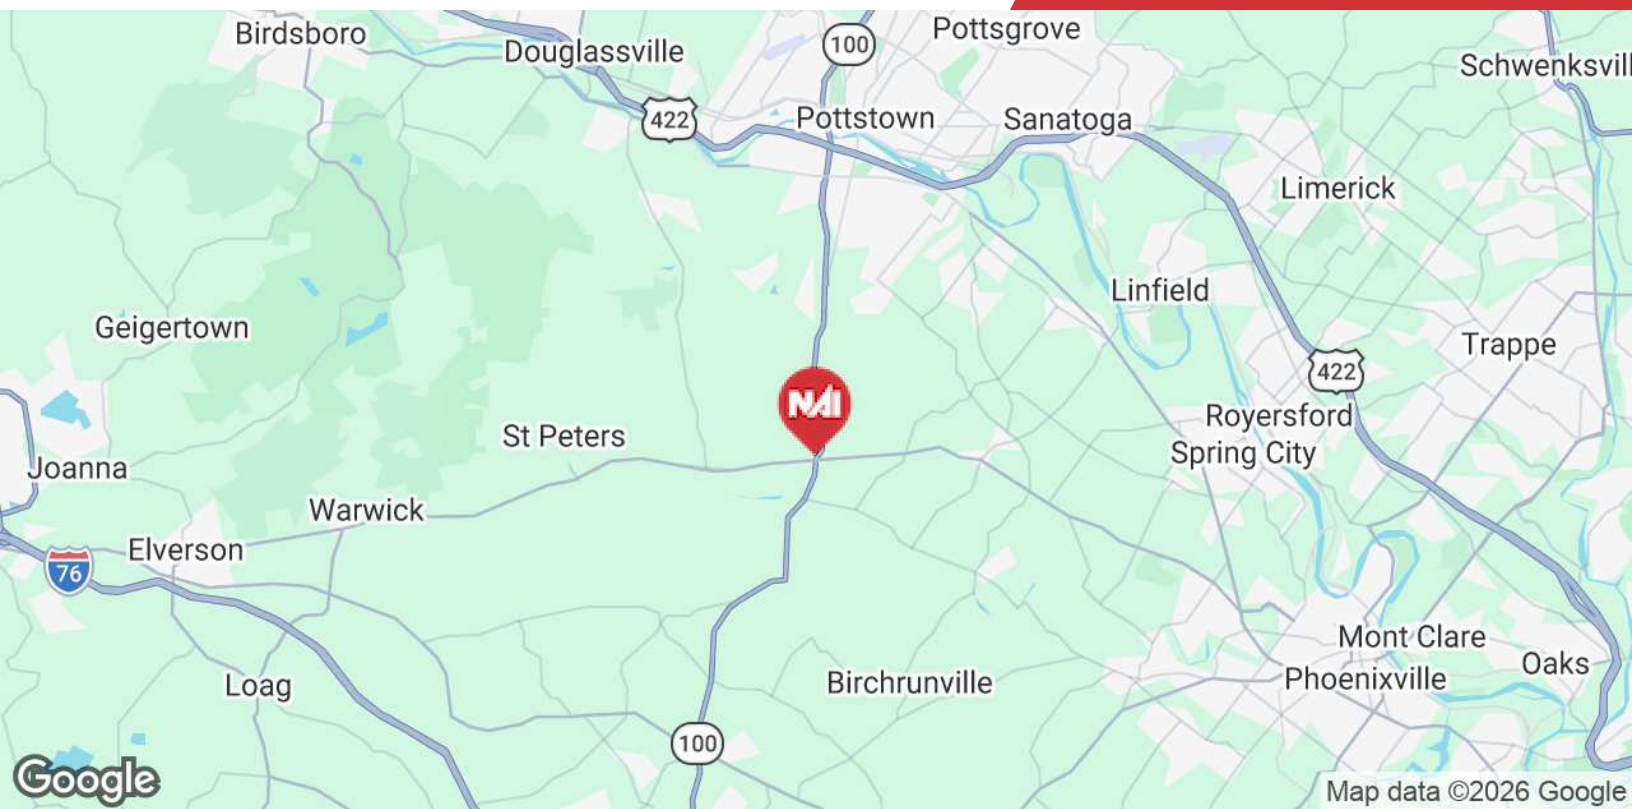 Birdsboro
Douglassville
100
Pottsgrove
Schwenksvill
422
Pottstown
Sanatoga
Limerick
Linfield
Geigertown
Trappe
422
NAI
Royersford
St Peters
Spring City
Joanna
Warwick
Elverson
76
Mont Clare
Oaks
Loag
Birchrunville
Phoenixville
100
Google
Map data ©2026 Google